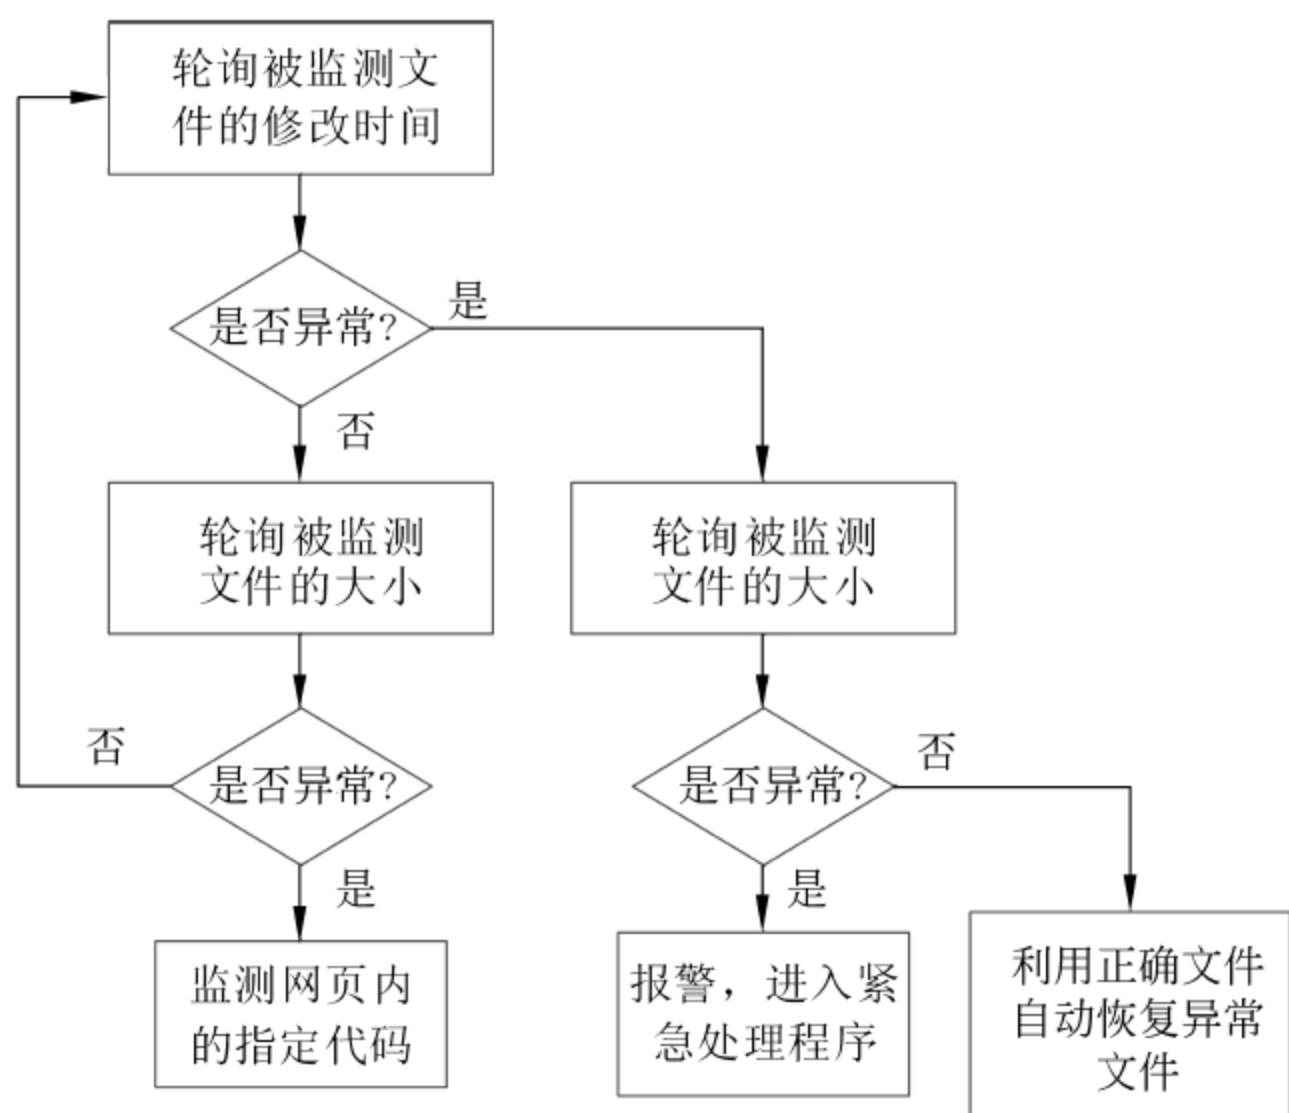 轮询被监测文
件的修改时间
是否异常?
是
否
轮询被监测
文件的大小
轮询被监测
文件的大小
否
是否异常?
是
是否异常?
否
是
监测网页内
的指定代码
报警，进入紧
急处理程序
利用正确文件
自动恢复异常
文件